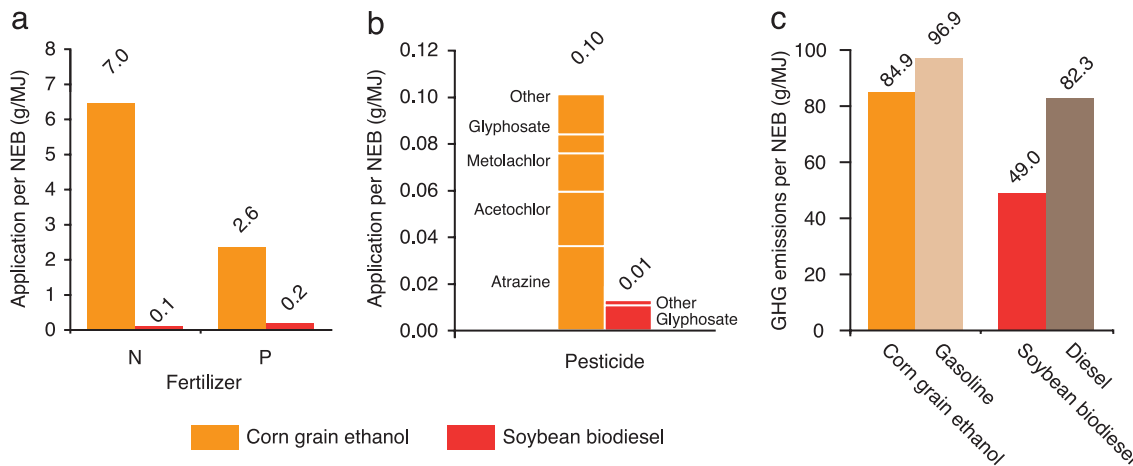 a
Application per NEB (g/MJ)
8
7
6
5
4
3
2
1
0
7.0
0.1
2.6
0.2
N
P
Fertilizer
b
Application per NEB (g/MJ)
0.12
0.10
0.08
0.06
0.04
0.02
0.00
0.10
Other
Glyphosate
Metolachlor
Acetochlor
Atrazine
0.01
Other
Glyphosate
Pesticide
c
GHG emissions per NEB (g/MJ)
100
80
60
40
20
0
84.9
96.9
49.0
82.3
Corn grain ethanol
Gasoline
Soybean biodiesel
Diesel
Corn grain ethanol
Soybean biodiesel